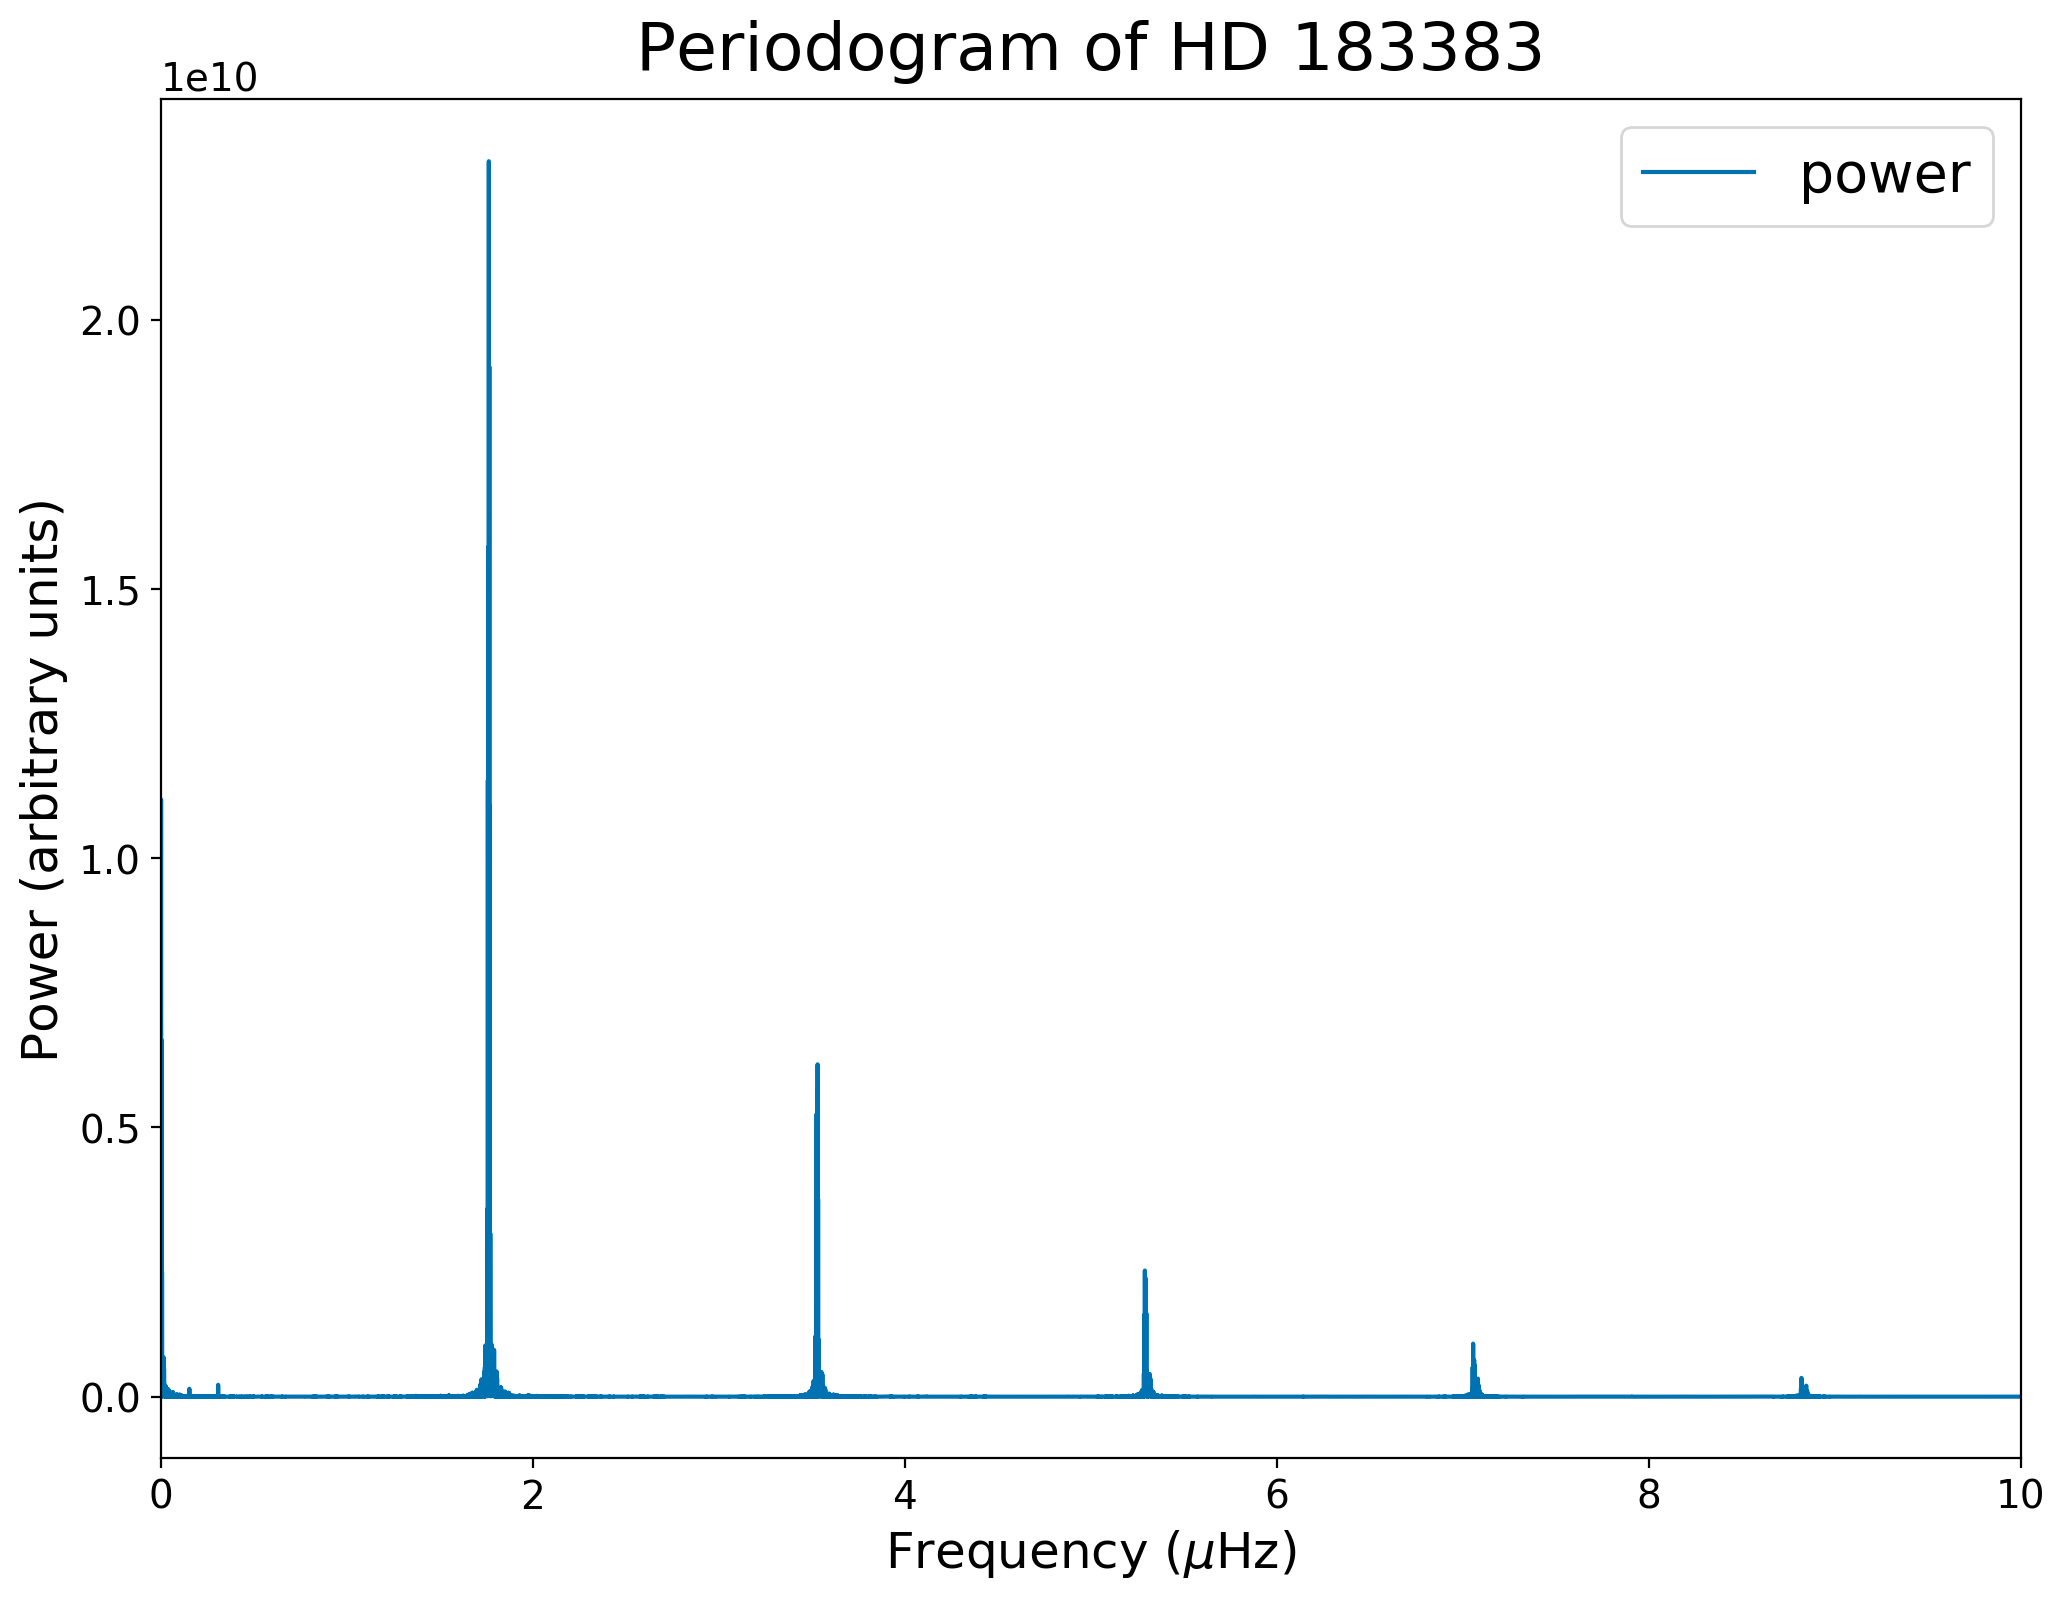 Periodogram of HD 183383
1e10
power
2.0
1.5
1.0
0.5
0.0
Power (arbitrary units)
0 2 4 6 8 10
Frequency (μHz)